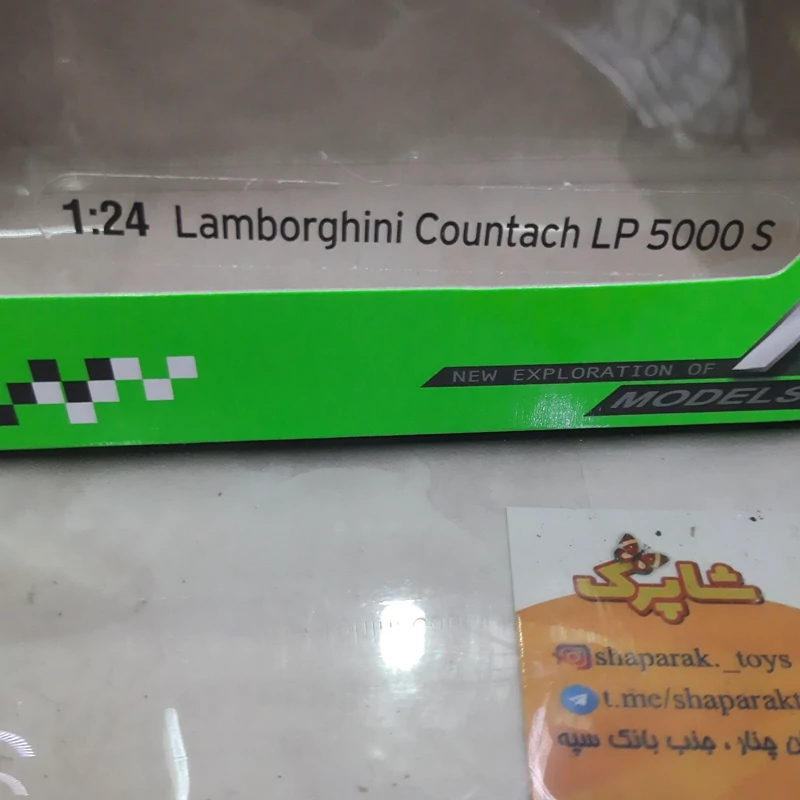 1:24 Lamborghini Countach LP 5000 S
NEW EXPLORATION OF
MODELS
شاپرک
shaparak._toys
t.me/shaparakt
چنار ، جنب بانک سپه